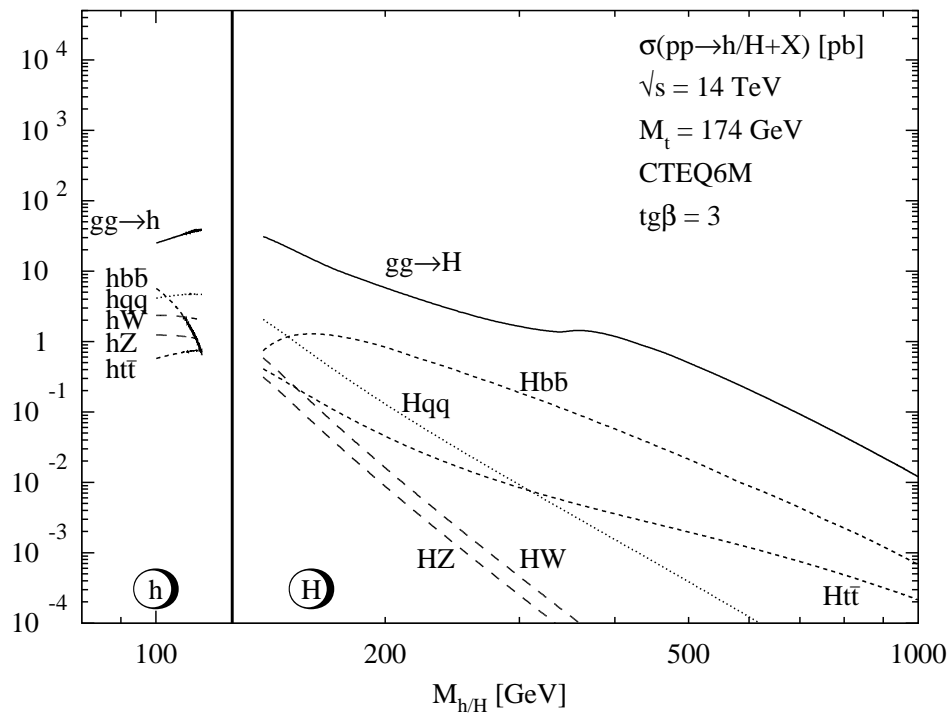 σ(pp→h/H+X) [pb]
√s = 14 TeV
M_t = 174 GeV
CTEQ6M
tgβ = 3
10^4
10^3
10^2
10
1
10^-1
10^-2
10^-3
10^-4
gg→h
hbb̄
hqq
hW
hZ
htt̄
gg→H
Hbb̄
Hqq
HZ
HW
Htt̄
h
H
100
200
500
1000
M_h/H [GeV]